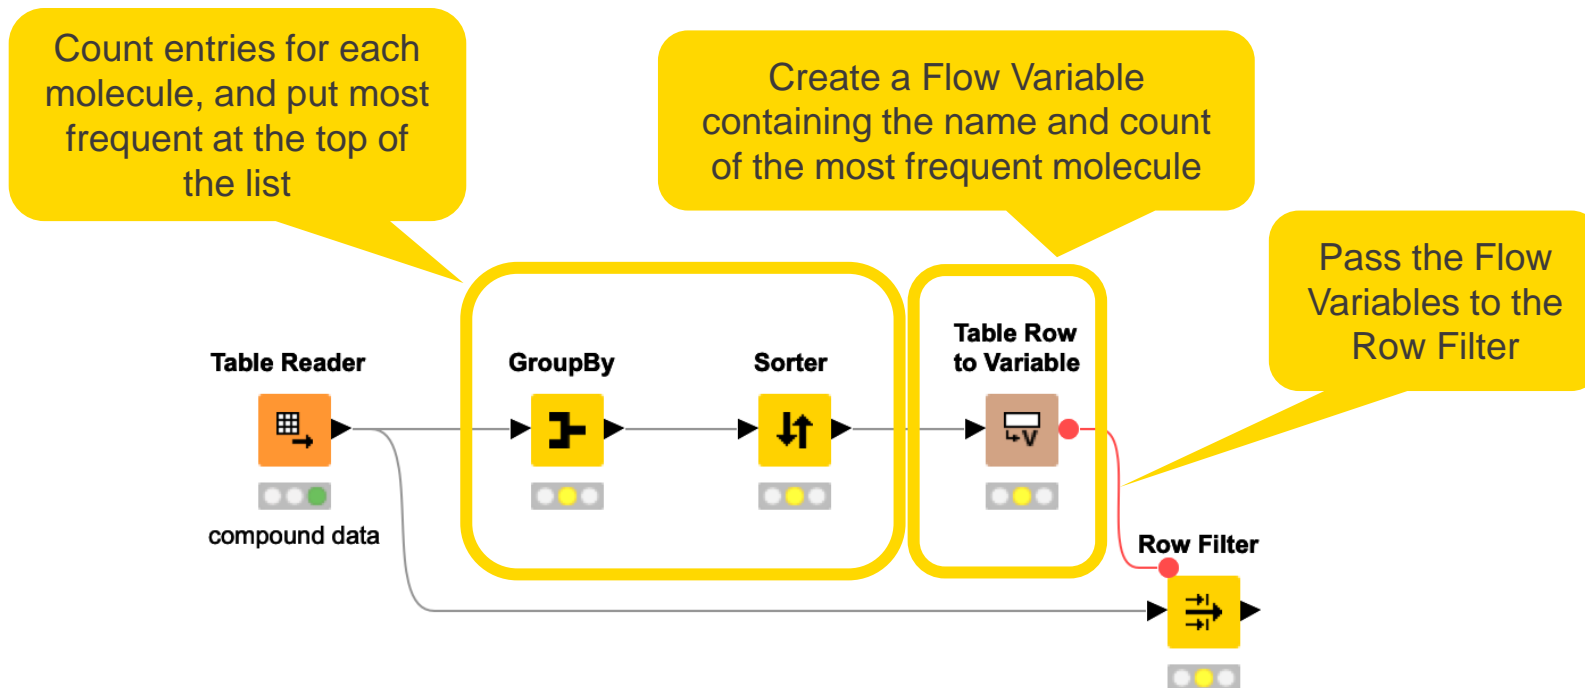 Count entries for each
molecule, and put most
frequent at the top of
the list
Create a Flow Variable
containing the name and count
of the most frequent molecule
Pass the Flow
Variables to the
Row Filter
Table Reader
GroupBy
Sorter
Table Row
to Variable
V
compound data
Row Filter